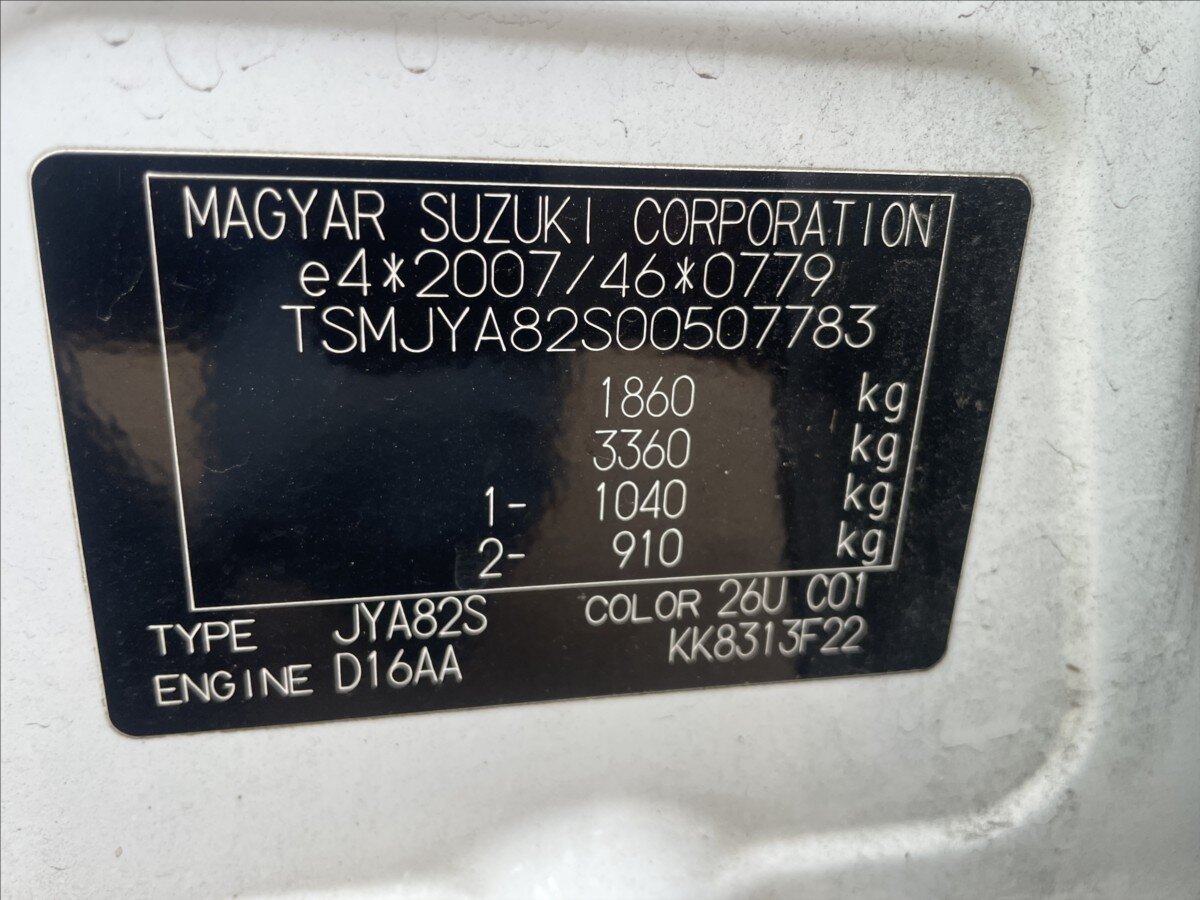 MAGYAR SUZUKI CORPORATION
e4*2007/46*0779
TSMJYA82S00507783
1860 kg
3360 kg
1- 1040 kg
2- 910 kg
TYPE JYA82S COLOR 26U C01
ENGINE D16AA KK8313F22